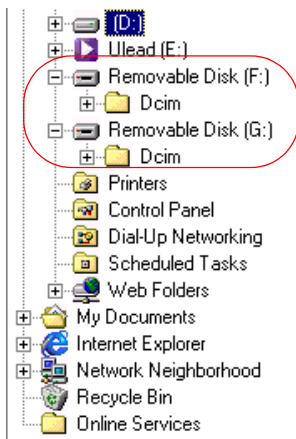 (D:)
Ulead (E:)
Removable Disk (F:)
Dcim
Removable Disk (G:)
Dcim
Printers
Control Panel
Dial-Up Networking
Scheduled Tasks
Web Folders
My Documents
Internet Explorer
Network Neighborhood
Recycle Bin
Online Services